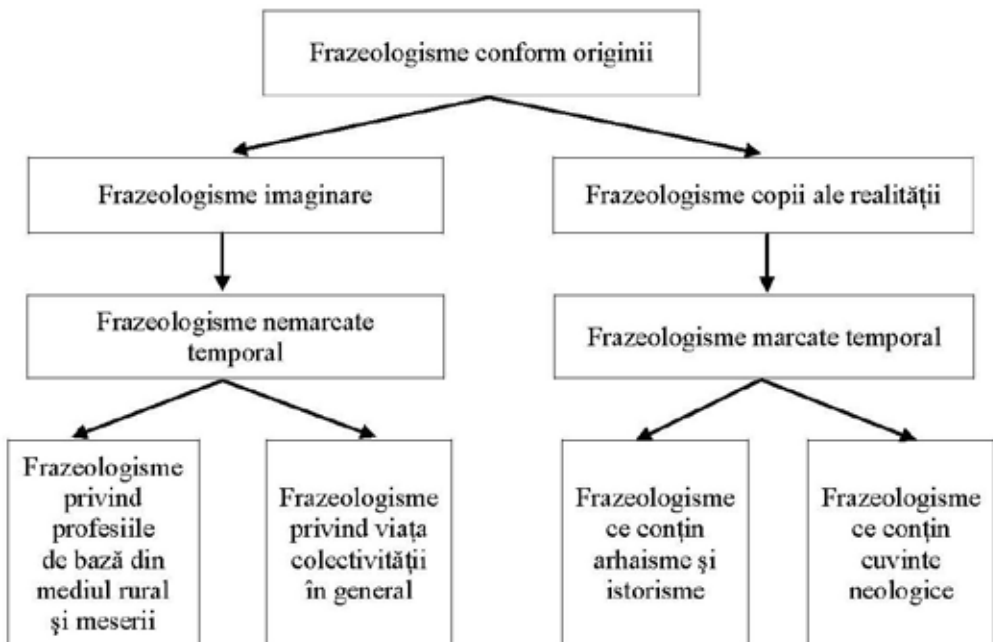 Frazeologisme conform originii
Frazeologisme imaginare
Frazeologisme copii ale realității
Frazeologisme nemarcate
temporal
Frazeologisme marcate temporal
Frazeologisme
privind
profesiile
de bază din
mediul rural
şi meserii
Frazeologisme
privind viața
colectivității
în general
Frazeologisme
ce conțin
arhaisme şi
istorisme
Frazeologisme
ce conțin
cuvinte
neologice